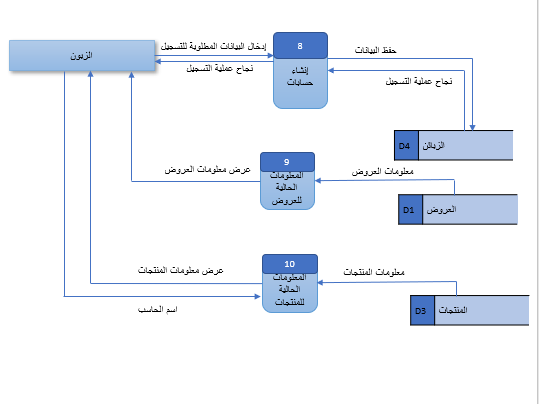 الزبون
إدخال البيانات المطلوبة للتسجيل
نجاح عملية التسجيل
8
إنشاء
حسابات
حفظ البيانات
نجاح عملية التسجيل
D4
الزبائن
9
المعلومات
الحالية
للعروض
عرض معلومات العروض
معلومات العروض
D1
العروض
10
المعلومات
الحالية
للمنتجات
عرض معلومات المنتجات
معلومات المنتجات
اسم الحاسب
D3
المنتجات